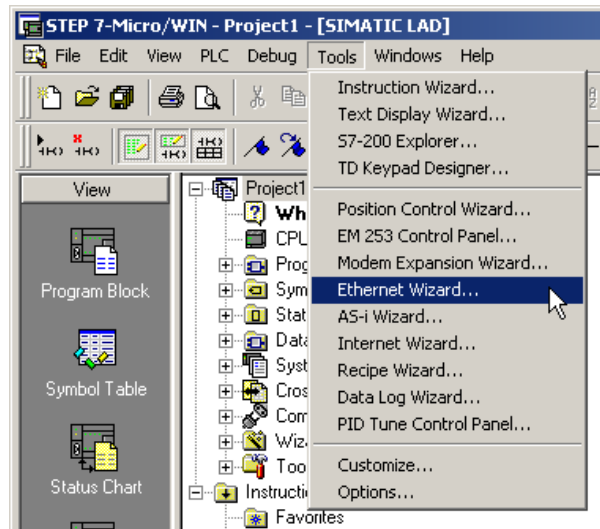 STEP 7-Micro/WIN - Project1 - [SIMATIC LAD]
File Edit View PLC Debug Tools Windows Help
Instruction Wizard...
Text Display Wizard...
S7-200 Explorer...
TD Keypad Designer...
Position Control Wizard...
EM 253 Control Panel...
Modem Expansion Wizard...
Ethernet Wizard...
AS-i Wizard...
Internet Wizard...
Recipe Wizard...
Data Log Wizard...
PID Tune Control Panel...
Customize...
Options...
View
Program Block
Symbol Table
Status Chart
Project1
Wh
CPU
Prog
Sym
Stat
Data
Syst
Cros
Com
Wiz
Too
Instructi
Favorites